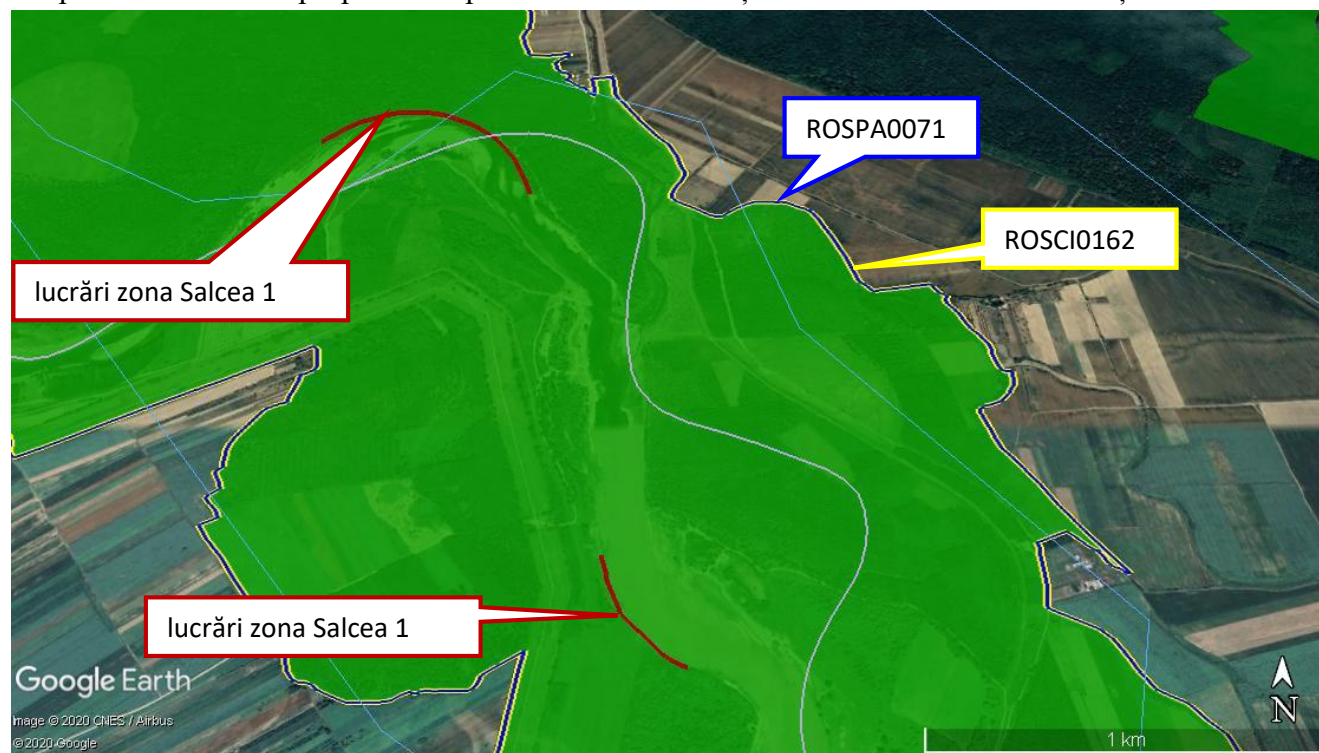 ROSPA0071
ROSCI0162
lucrări zona Salcea 1
lucrări zona Salcea 1
Google Earth
Image © 2020 CNES / Airbus
© 2020 Google
1 km
N